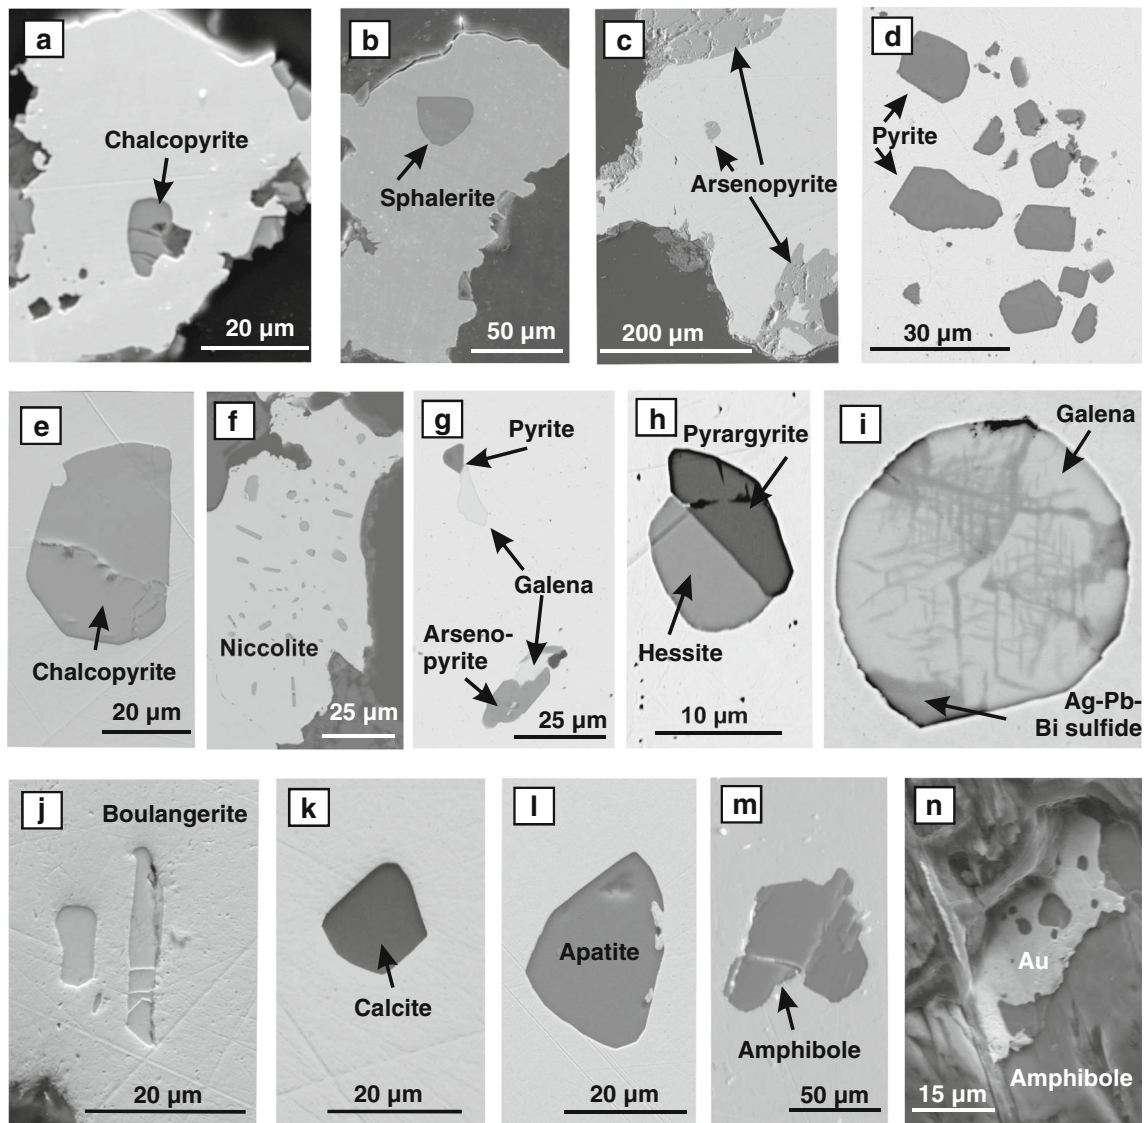 a
Chalcopyrite
20 µm
b
Sphalerite
50 µm
c
Arsenopyrite
200 µm
d
Pyrite
30 µm
e
Chalcopyrite
20 µm
f
Niccolite
25 µm
g
Pyrite
Galena
Arseno-
pyrite
25 µm
h
Pyrargyrite
Hessite
10 µm
i
Galena
Ag-Pb-
Bi sulfide
j
Boulangerite
20 µm
k
Calcite
20 µm
l
Apatite
20 µm
m
Amphibole
50 µm
n
Au
Amphibole
15 µm